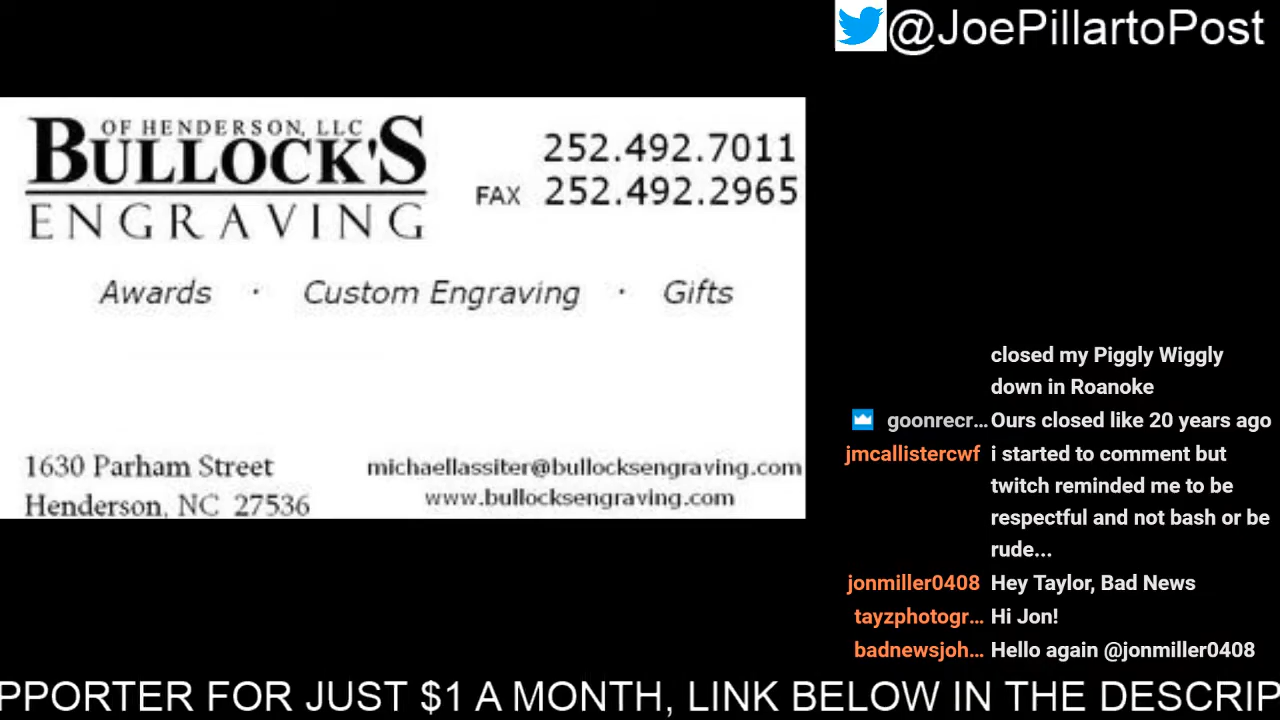 @JoePillartoPost
OF HENDERSON, LLC
BULLOCK'S
ENGRAVING
252.492.7011
FAX 252.492.2965
Awards · Custom Engraving · Gifts
1630 Parham Street
Henderson, NC 27536
michaellassiter@bullocksengraving.com
www.bullocksengraving.com
closed my Piggly Wiggly
down in Roanoke
goonrecr... Ours closed like 20 years ago
jmcallistercwf i started to comment but
twitch reminded me to be
respectful and not bash or be
rude...
jonmiller0408 Hey Taylor, Bad News
tayzphotogr... Hi Jon!
badnewsjoh... Hello again @jonmiller0408
PPORTER FOR JUST $1 A MONTH, LINK BELOW IN THE DESCRIP